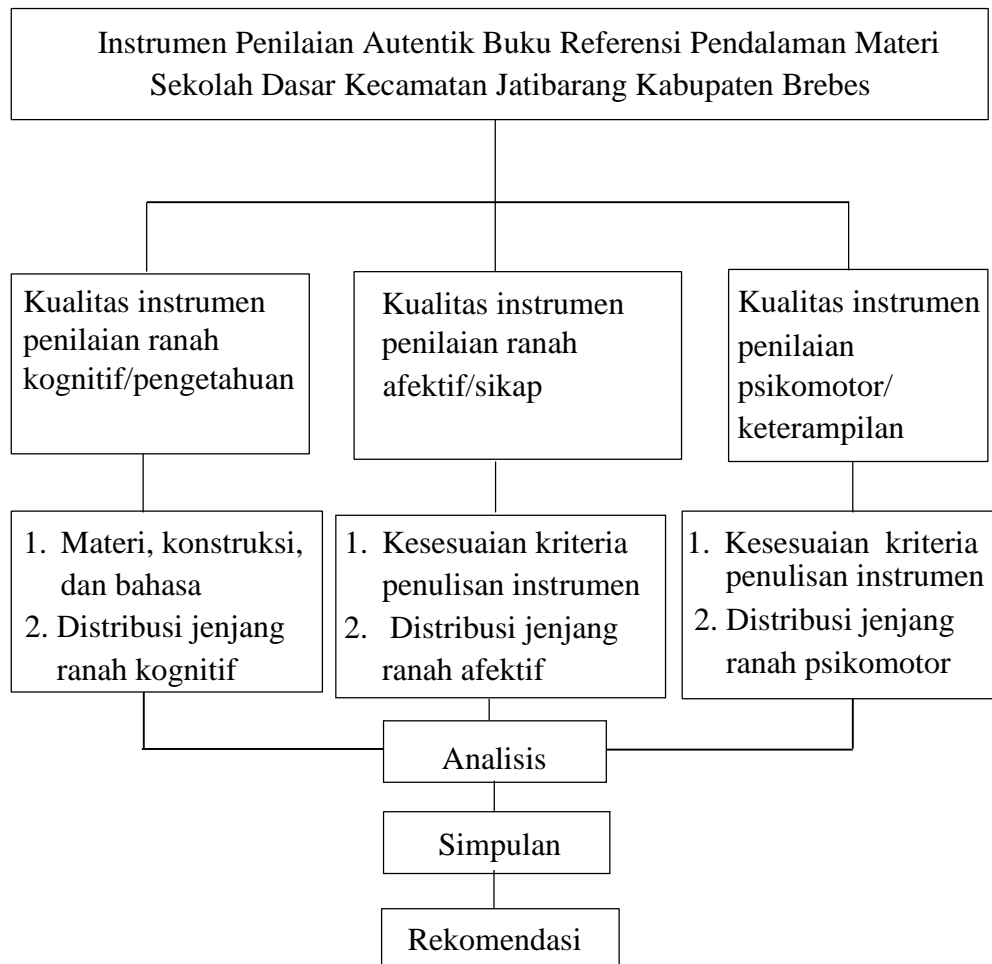 Instrumen Penilaian Autentik Buku Referensi Pendalaman Materi
Sekolah Dasar Kecamatan Jatibarang Kabupaten Brebes
Kualitas instrumen
penilaian ranah
kognitif/pengetahuan
Kualitas instrumen
penilaian ranah
afektif/sikap
Kualitas instrumen
penilaian
psikomotor/
keterampilan
1. Materi, konstruksi,
dan bahasa
2. Distribusi jenjang
ranah kognitif
1. Kesesuaian kriteria
penulisan instrumen
2. Distribusi jenjang
ranah afektif
1. Kesesuaian kriteria
penulisan instrumen
2. Distribusi jenjang
ranah psikomotor
Analisis
Simpulan
Rekomendasi